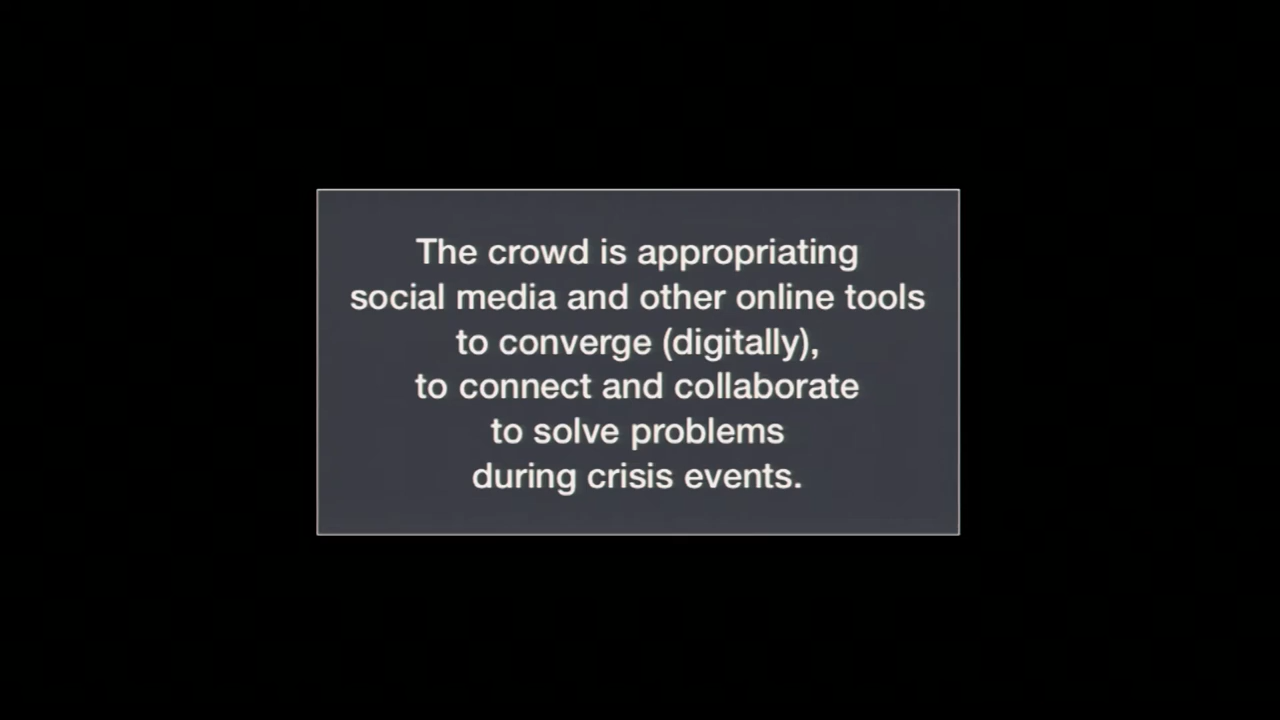 The crowd is appropriating
social media and other online tools
to converge (digitally),
to connect and collaborate
to solve problems
during crisis events.